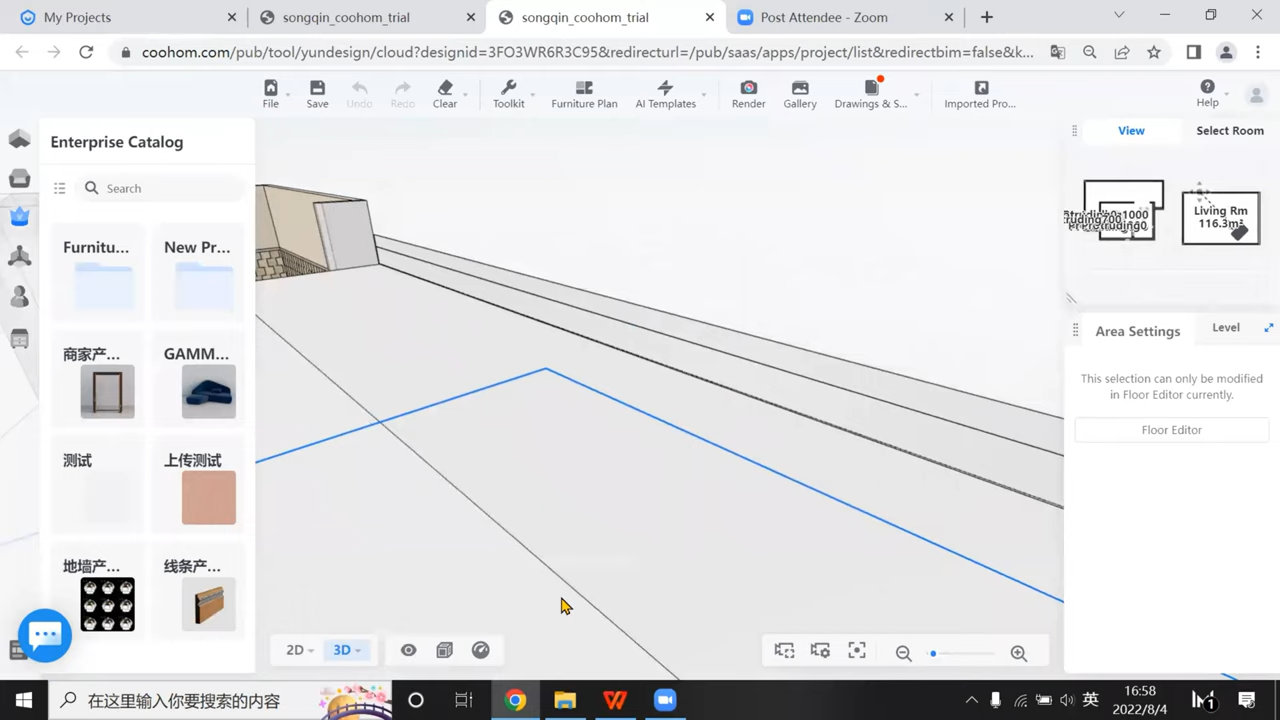 My Projects
songqin_coohom_trial
songqin_coohom_trial
Post Attendee - Zoom
coohom.com/pub/tool/yundesign/cloud?designid=3FO3WR6R3C95&redirecturl=/pub/saas/apps/project/list&redirectbim=false&k...
File
Save
Undo
Redo
Clear
Toolkit
Furniture Plan
AI Templates
Render
Gallery
Drawings & S...
Imported Pro...
Help
Enterprise Catalog
Search
Furnitu...
New Pr...
商家产...
GAMM...
测试
上传测试
地墙产...
线条产...
View
Select Room
Living Rm
116.3m²
Area Settings
Level
This selection can only be modified
in Floor Editor currently.
Floor Editor
2D
3D
在这里输入你要搜索的内容
英
16:58
2022/8/4
1